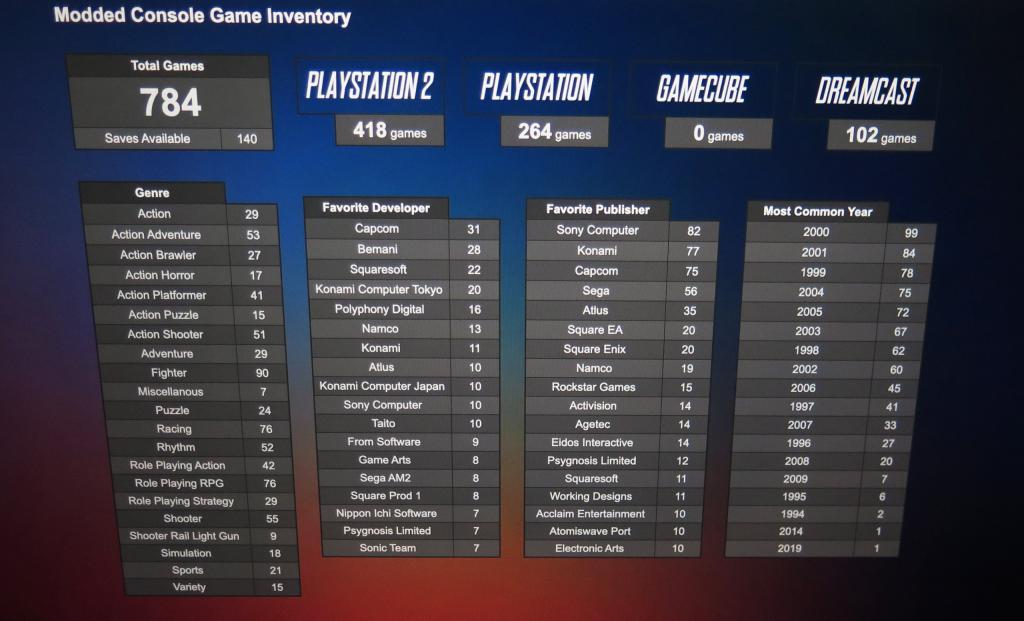 Modded Console Game Inventory
Total Games
784
Saves Available 140
PLAYSTATION 2
418 games
PLAYSTATION
264 games
GAMECUBE
0 games
DREAMCAST
102 games
Genre
Action 29
Action Adventure 53
Action Brawler 27
Action Horror 17
Action Platformer 41
Action Puzzle 15
Action Shooter 51
Adventure 29
Fighter 90
Miscellanous 7
Puzzle 24
Racing 76
Rhythm 52
Role Playing Action 42
Role Playing RPG 76
Role Playing Strategy 29
Shooter 55
Shooter Rail Light Gun 9
Simulation 18
Sports 21
Variety 15
Favorite Developer
Capcom 31
Bemani 28
Squaresoft 22
Konami Computer Tokyo 20
Polyphony Digital 16
Namco 13
Konami 11
Atlus 10
Konami Computer Japan 10
Sony Computer 10
Taito 10
From Software 9
Game Arts 8
Sega AM2 8
Square Prod 1 8
Nippon Ichi Software 7
Psygnosis Limited 7
Sonic Team 7
Favorite Publisher
Sony Computer 82
Konami 77
Capcom 75
Sega 56
Atlus 35
Square EA 20
Square Enix 20
Namco 19
Rockstar Games 15
Activision 14
Agetec 14
Eidos Interactive 14
Psygnosis Limited 12
Squaresoft 11
Working Designs 11
Acclaim Entertainment 10
Atomiswave Port 10
Electronic Arts 10
Most Common Year
2000 99
2001 84
1999 78
2004 75
2005 72
2003 67
1998 62
2002 60
2006 45
1997 41
2007 33
1996 27
2008 20
2009 7
1995 6
1994 2
2014 1
2019 1